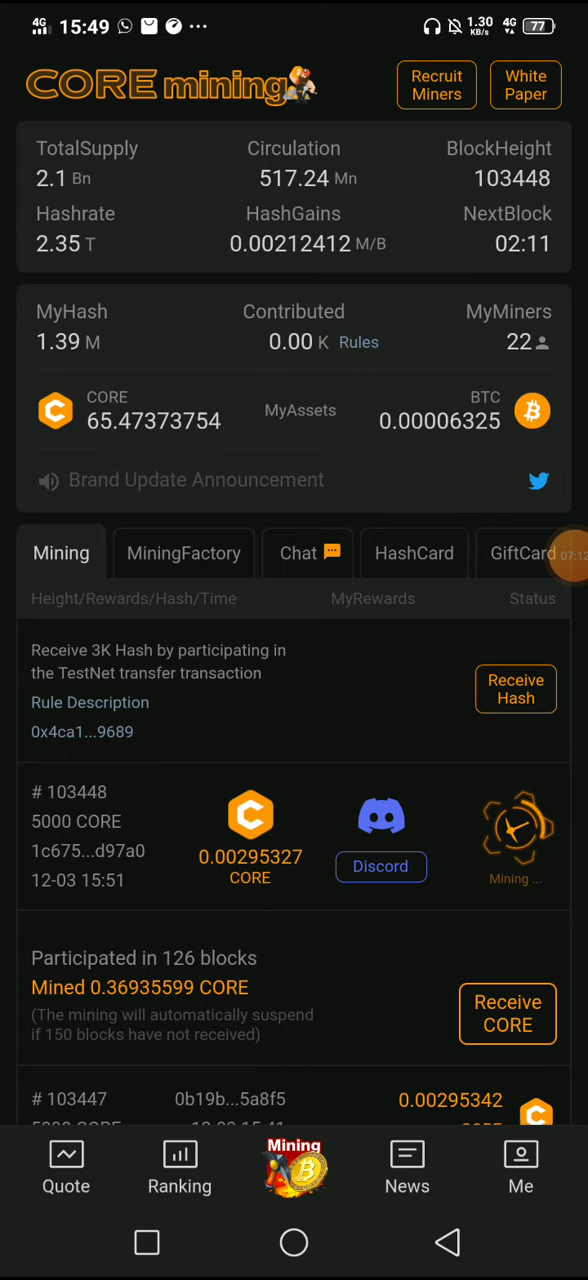 4G 15:49 ... 1.30 KB/s 4G 77
CORE mining
Recruit Miners
White Paper
TotalSupply Circulation BlockHeight
2.1 Bn 517.24 Mn 103448
Hashrate HashGains NextBlock
2.35 T 0.00212412 M/B 02:11
MyHash Contributed MyMiners
1.39 M 0.00 K Rules 22
CORE MyAssets BTC
65.47373754 0.00006325
Brand Update Announcement
Mining MiningFactory Chat HashCard GiftCard 07:12
Height/Rewards/Hash/Time MyRewards Status
Receive 3K Hash by participating in
the TestNet transfer transaction
Rule Description
0x4ca1...9689
Receive
Hash
# 103448
5000 CORE
1c675...d97a0
12-03 15:51
0.00295327
CORE
Discord
Mining ...
Participated in 126 blocks
Mined 0.36935599 CORE
(The mining will automatically suspend
if 150 blocks have not received)
Receive
CORE
# 103447 0b19b...5a8f5 0.00295342
Mining
Quote Ranking News Me